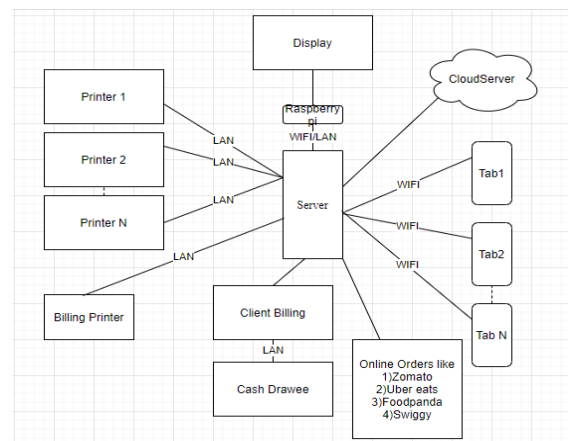 Display
CloudServer
Printer 1
Raspberry
pi
WIFI/LAN
LAN
Printer 2
LAN
Tab1
WIFI
Server
Printer N
LAN
WIFI
Tab2
LAN
WIFI
Billing Printer
Client Billing
Tab N
LAN
Online Orders like
1)Zomato
2)Uber eats
3)Foodpanda
4)Swiggy
Cash Drawee